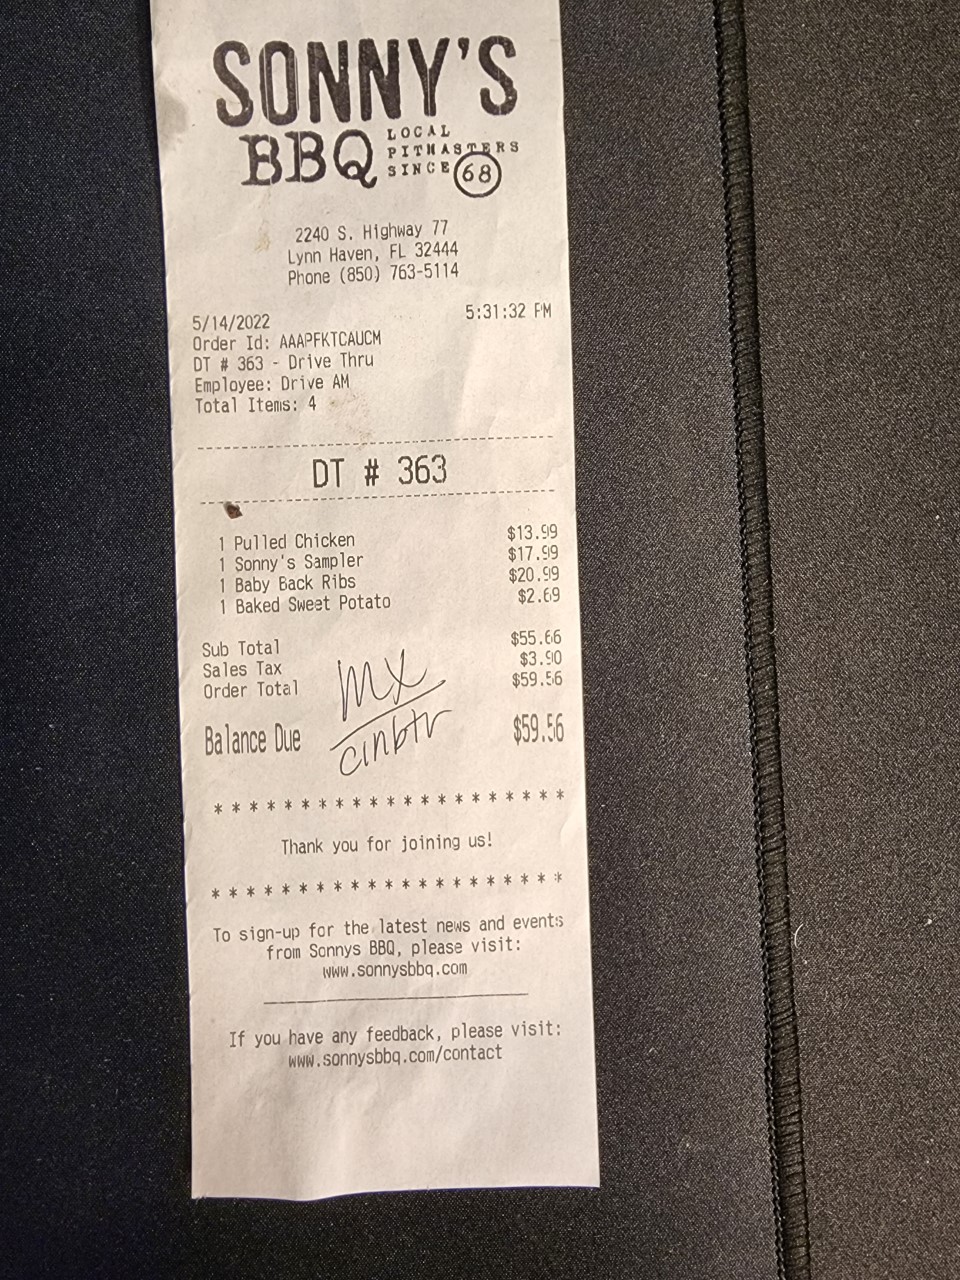 SONNY'S
BBQ LOCAL PITMASTERS SINCE 68
2240 S. Highway 77
Lynn Haven, FL 32444
Phone (850) 763-5114
5/14/2022 5:31:32 PM
Order Id: AAAPFKTCAUCM
DT # 363 - Drive Thru
Employee: Drive AM
Total Items: 4
DT # 363
1 Pulled Chicken $13.99
1 Sonny's Sampler $17.99
1 Baby Back Ribs $20.99
1 Baked Sweet Potato $2.69
Sub Total $55.66
Sales Tax $3.90
Order Total $59.56
mx
Balance Due $59.56
cinbtr
* * * * * * * * * * * * * * * * * * * * *
Thank you for joining us!
* * * * * * * * * * * * * * * * * * * * *
To sign-up for the latest news and events
from Sonnys BBQ, please visit:
www.sonnysbbq.com
If you have any feedback, please visit:
www.sonnysbbq.com/contact